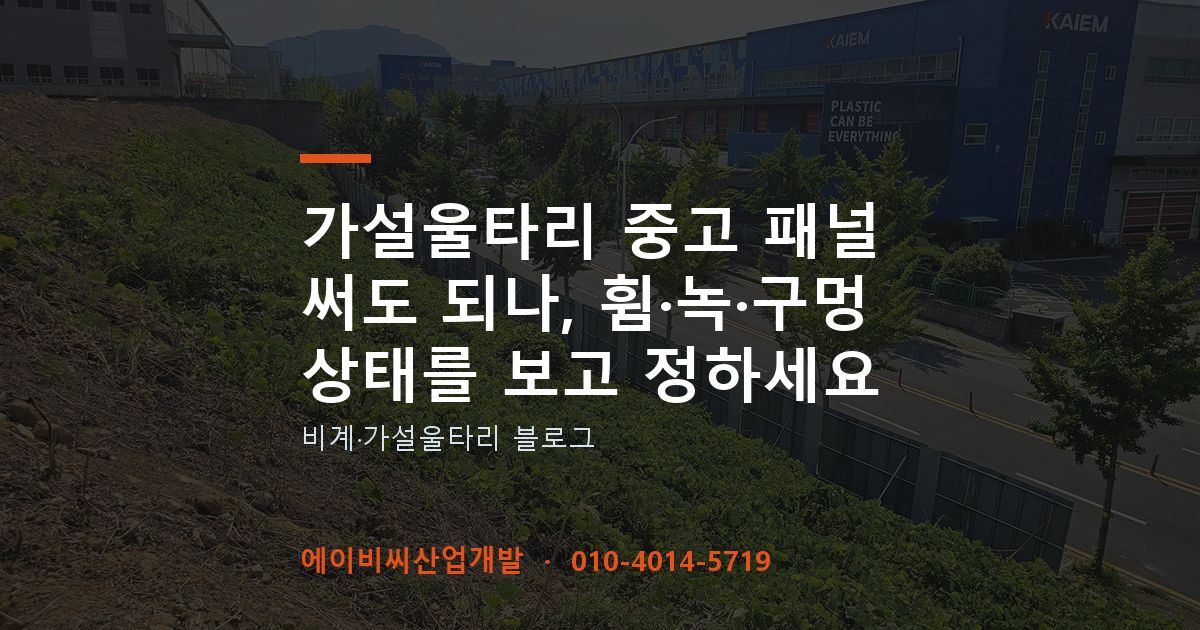 KAIEM
KAIEM
PLASTIC
CAN BE
EVERYTHING
가설울타리 중고 패널
써도 되나, 휨·녹·구멍
상태를 보고 정하세요
비계·가설울타리 블로그
에이비씨산업개발 · 010-4014-5719